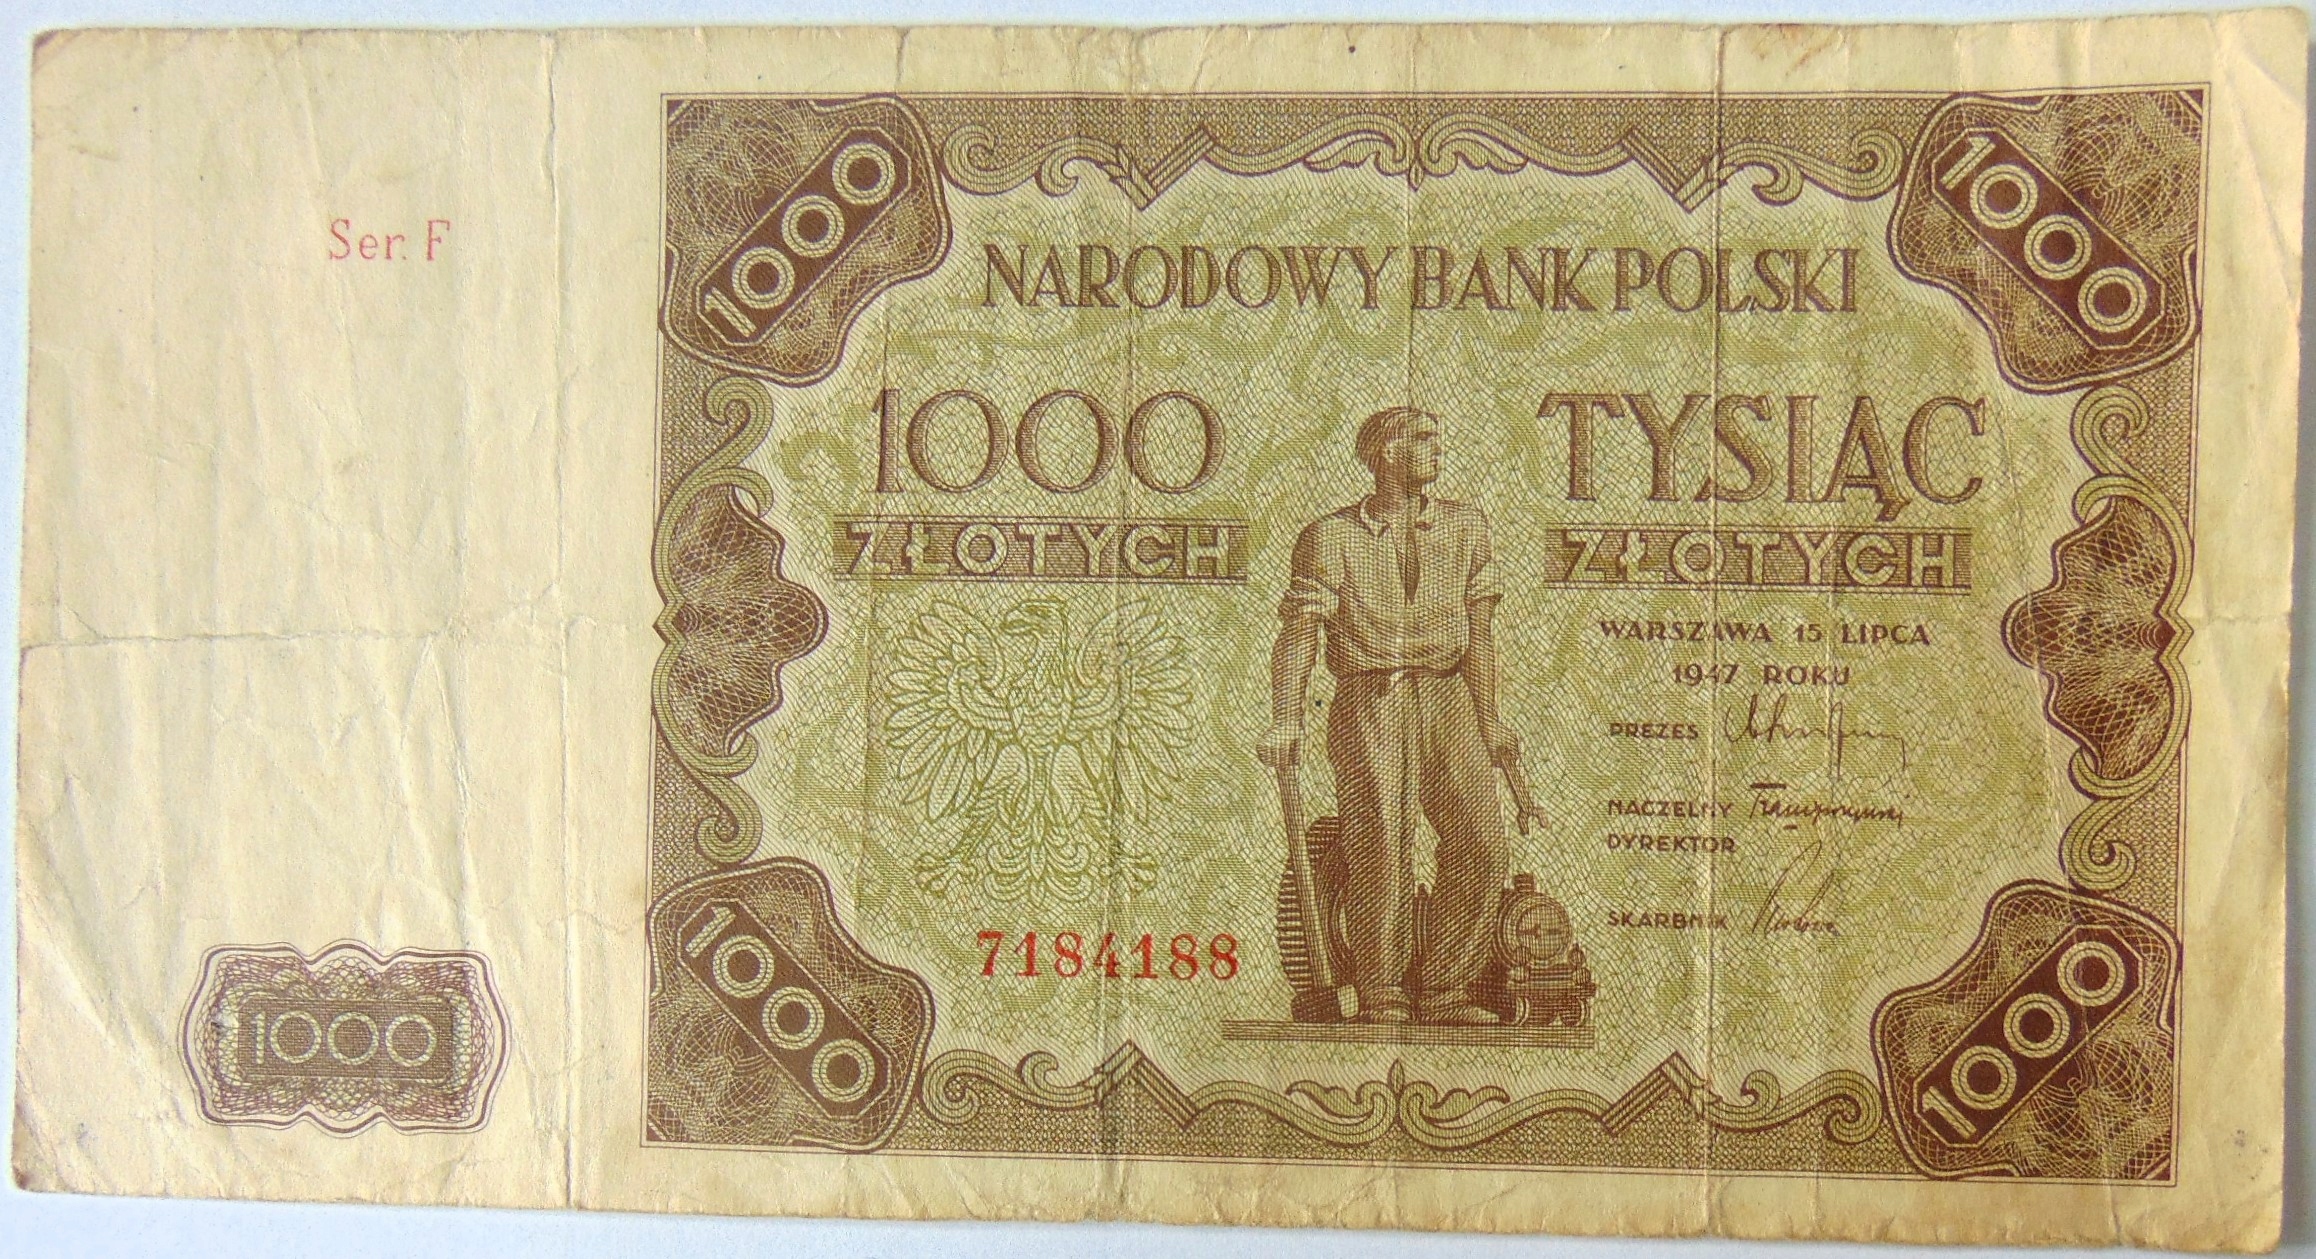 Ser. F
1000
1000
NARODOWY BANK POLSKI
1000
ZŁOTYCH
TYSIĄC
ZŁOTYCH
WARSZAWA 15 LIPCA
1947 ROKU
PREZES
NACZELNY
DYREKTOR
SKARBNIK
7184188
1000
1000
1000